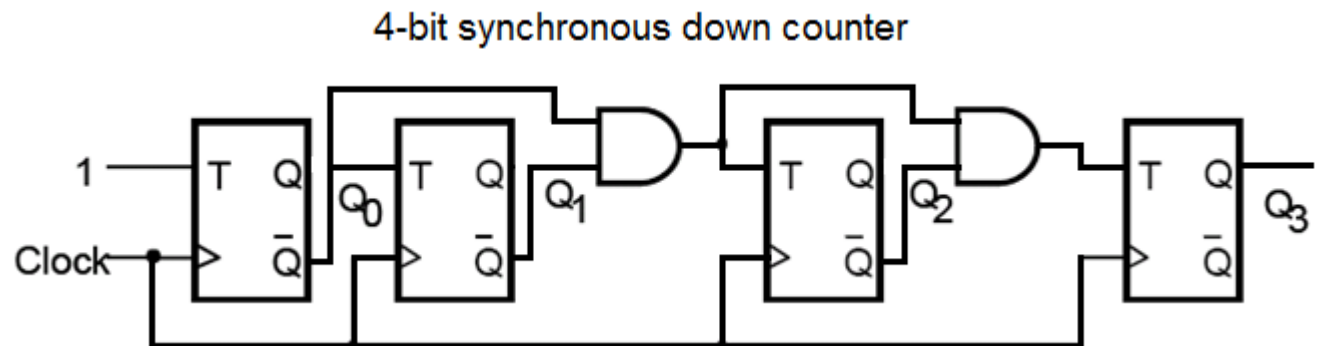 4-bit synchronous down counter
1
T Q
Q̅
Q₀
T Q
Q̅
Q₁
T Q
Q̅
Q₂
T Q
Q̅
Q₃
Clock